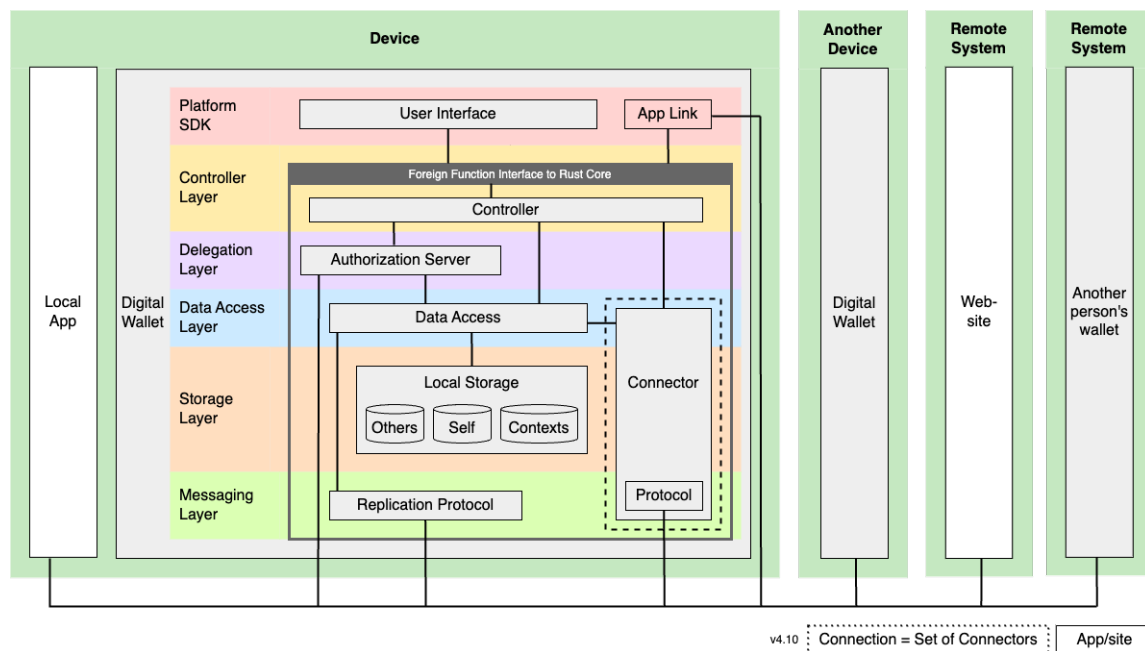 Device
Another
Device
Remote
System
Remote
System
Platform
SDK
User Interface
App Link
Controller
Layer
Foreign Function Interface to Rust Core
Controller
Delegation
Layer
Authorization Server
Data Access
Layer
Data Access
Local
App
Digital
Wallet
Storage
Layer
Local Storage
Others
Self
Contexts
Connector
Messaging
Layer
Replication Protocol
Protocol
Digital
Wallet
Web-
site
Another
person's
wallet
v4.10
Connection = Set of Connectors
App/site